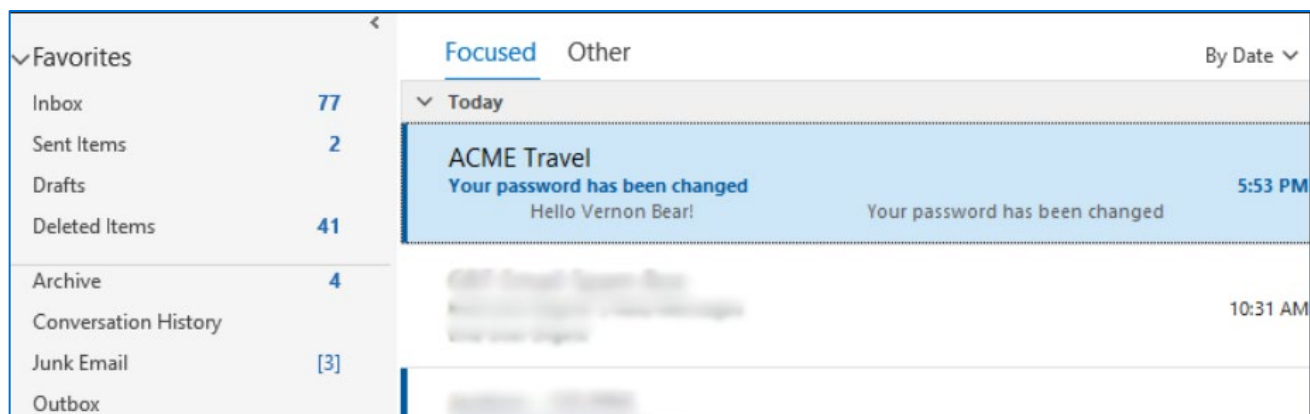 Favorites
Inbox 77
Sent Items 2
Drafts
Deleted Items 41
Archive 4
Conversation History
Junk Email [3]
Outbox
Focused Other By Date
Today
ACME Travel
Your password has been changed 5:53 PM
Hello Vernon Bear! Your password has been changed
10:31 AM